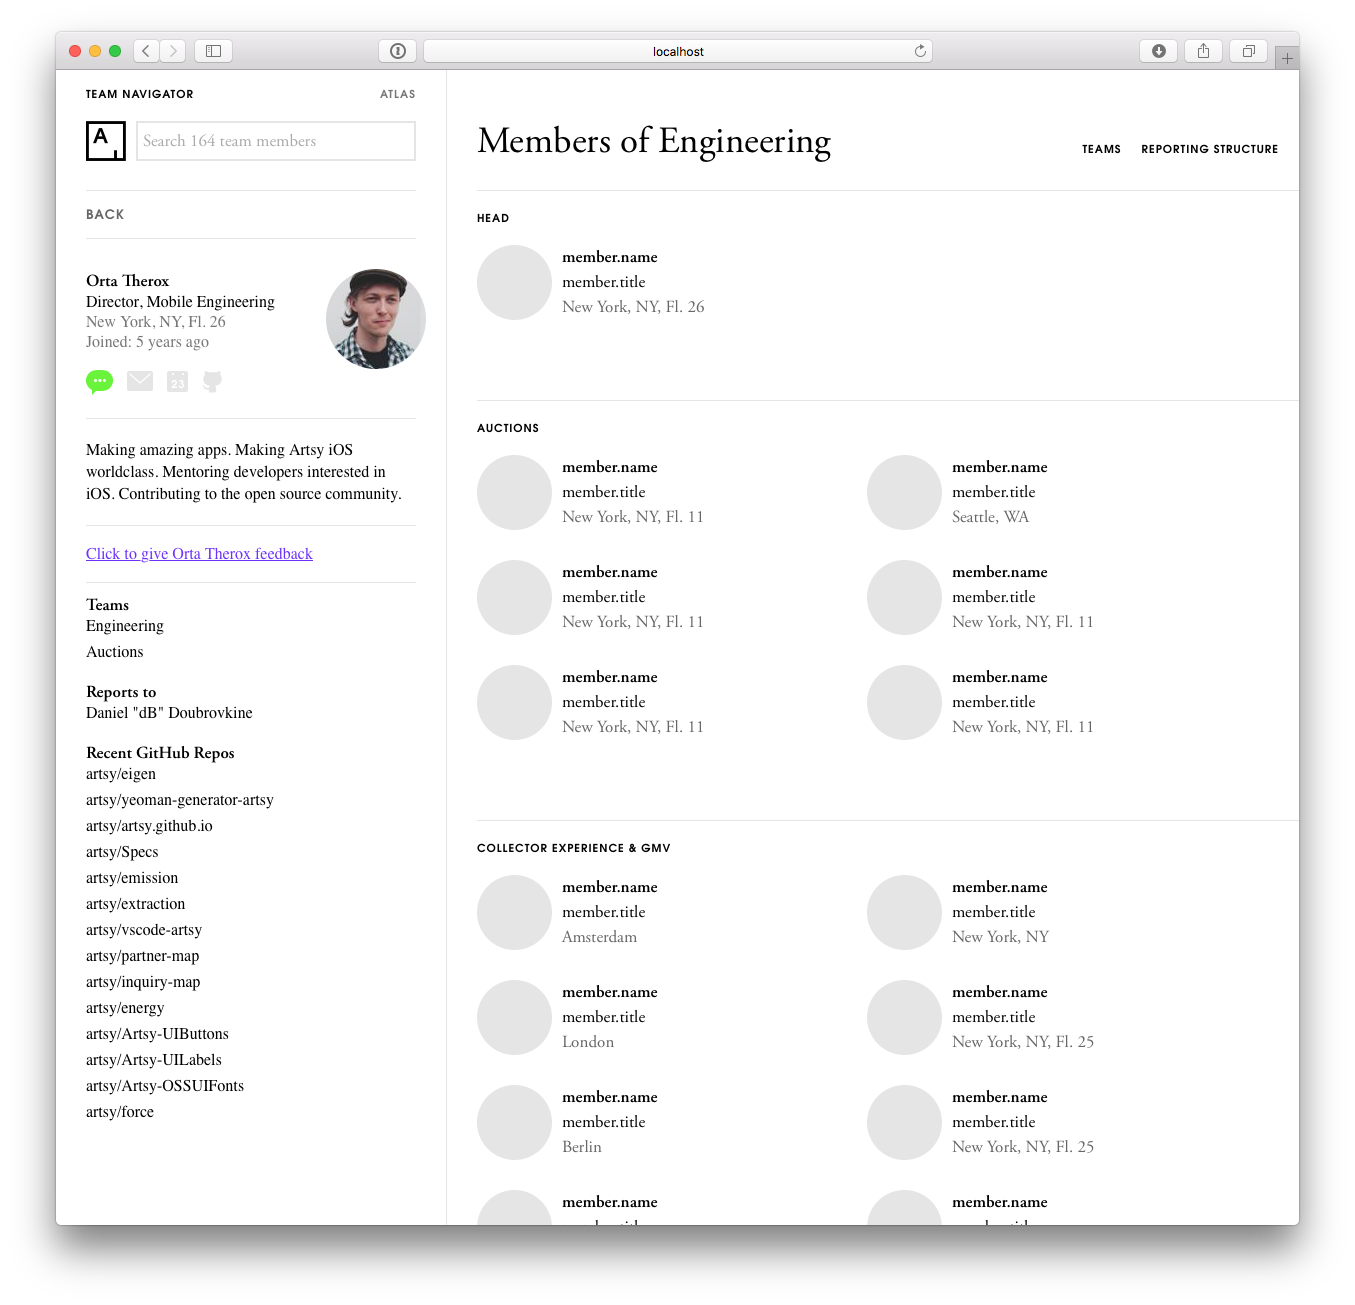 localhost
TEAM NAVIGATOR
ATLAS
A
Search 164 team members
BACK
Orta Therox
Director, Mobile Engineering
New York, NY, Fl. 26
Joined: 5 years ago
23
Making amazing apps. Making Artsy iOS
worldclass. Mentoring developers interested in
iOS. Contributing to the open source community.
Click to give Orta Therox feedback
Teams
Engineering
Auctions
Reports to
Daniel "dB" Doubrovkine
Recent GitHub Repos
artsy/eigen
artsy/yeoman-generator-artsy
artsy/artsy.github.io
artsy/Specs
artsy/emission
artsy/extraction
artsy/vscode-artsy
artsy/partner-map
artsy/inquiry-map
artsy/energy
artsy/Artsy-UIButtons
artsy/Artsy-UILabels
artsy/Artsy-OSSUIFonts
artsy/force
Members of Engineering
TEAMS
REPORTING STRUCTURE
HEAD
member.name
member.title
New York, NY, Fl. 26
AUCTIONS
member.name
member.title
New York, NY, Fl. 11
member.name
member.title
Seattle, WA
member.name
member.title
New York, NY, Fl. 11
member.name
member.title
New York, NY, Fl. 11
member.name
member.title
New York, NY, Fl. 11
member.name
member.title
New York, NY, Fl. 11
COLLECTOR EXPERIENCE & GMV
member.name
member.title
Amsterdam
member.name
member.title
New York, NY
member.name
member.title
London
member.name
member.title
New York, NY, Fl. 25
member.name
member.title
Berlin
member.name
member.title
New York, NY, Fl. 25
member.name
member.title
member.name
member.title